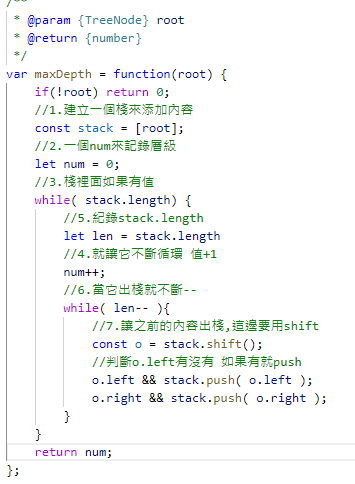 /**
 * @param {TreeNode} root
 * @return {number}
 */
var maxDepth = function(root) {
    if(!root) return 0;
    //1.建立一個棧來添加內容
    const stack = [root];
    //2.一個num來記錄層級
    let num = 0;
    //3.棧裡面如果有值
    while( stack.length) {
        //5.紀錄stack.length
        let len = stack.length
        //4.就讓它不斷循環 值+1
        num++;
        //6.當它出棧就不斷--
        while( len-- ){
            //7.讓之前的內容出棧,這邊要用shift
            const o = stack.shift();
            //判斷o.left有沒有 如果有就push
            o.left && stack.push( o.left );
            o.right && stack.push( o.right );
        }
    }
    return num;
};